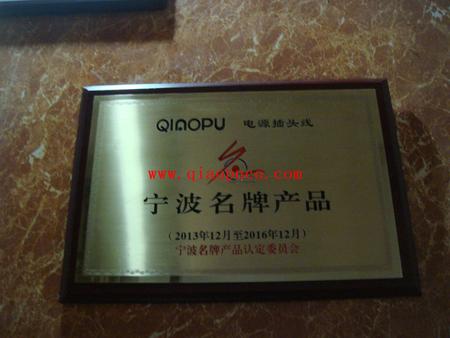 QIAOPU 电源插头线
www.qiaophen.com
宁波名牌产品
（2013年12月至2016年12月）
宁波名牌产品认定委员会